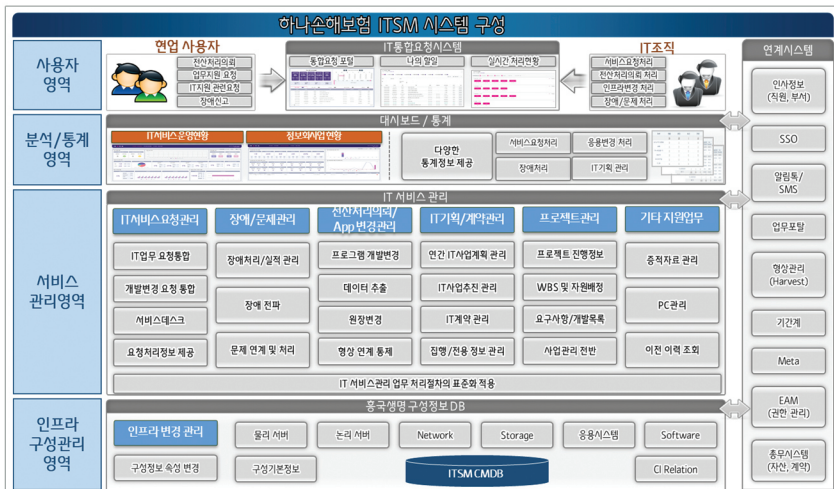 하나손해보험 ITSM 시스템 구성
사용자
영역
현업 사용자
전산처리의뢰
업무지원 요청
IT지원 관련요청
장애신고
IT통합요청시스템
통합요청 포털
나의 할일
실시간 처리현황
IT조직
서비스요청처리
전산처리의뢰 처리
인프라변경 처리
장애/문제 처리
분석/통계
영역
대시보드 / 통계
IT서비스운영현황
정보화사업 현황
다양한
통계정보 제공
서비스요청처리
응용변경 처리
장애처리
IT기획 관리
서비스
관리영역
IT 서비스 관리
IT서비스요청관리
IT업무 요청통합
개발변경 요청 통합
서비스데스크
요청처리정보 제공
장애/문제관리
장애처리/실적 관리
장애 전파
문제 연계 및 처리
전산처리의뢰/
App 변경관리
프로그램 개발변경
데이터 추출
원장변경
형상 연계 통제
IT기획/계약관리
연간 IT사업계획 관리
IT사업추진 관리
IT계약 관리
집행/전용 정보 관리
프로젝트관리
프로젝트 진행정보
WBS 및 자원배정
요구사항/개발목록
사업관리 전반
기타 지원업무
증적자료 관리
PC관리
이전 이력 조회
IT 서비스관리 업무 처리절차의 표준화 적용
인프라
구성관리
영역
흥국생명 구성정보 DB
인프라 변경 관리
물리 서버
논리 서버
Network
Storage
응용시스템
Software
구성정보 속성 변경
구성기본정보
ITSM CMDB
CI Relation
연계시스템
인사정보
(직원, 부서)
SSO
알림톡/
SMS
업무포탈
형상관리
(Harvest)
기간계
Meta
EAM
(권한 관리)
총무시스템
(자산, 계약)